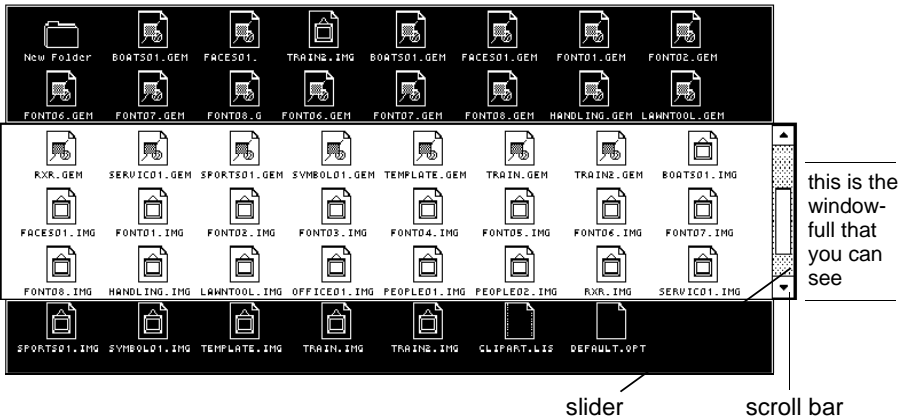 New Folder BOATS01.GEM FACES01. TRAIN2.IMG BOATS01.GEM FACES01.GEM FONT01.GEM FONT02.GEM
FONT06.GEM FONT07.GEM FONT08.G FONT06.GEM FONT07.GEM FONT08.GEM HANDLING.GEM LAWNTOOL.GEM
RXR.GEM SERVIC01.GEM SPORTS01.GEM SYMBOL01.GEM TEMPLATE.GEM TRAIN.GEM TRAIN2.GEM BOATS01.IMG
FACES01.IMG FONT01.IMG FONT02.IMG FONT03.IMG FONT04.IMG FONT05.IMG FONT06.IMG FONT07.IMG
FONT08.IMG HANDLING.IMG LAWNTOOL.IMG OFFICE01.IMG PEOPLE01.IMG PEOPLE02.IMG RXR.IMG SERVIC01.IMG
SPORTS01.IMG SYMBOL01.IMG TEMPLATE.IMG TRAIN.IMG TRAIN2.IMG CLIPART.LIS DEFAULT.OPT
this is the
window-
full that
you can
see
slider scroll bar